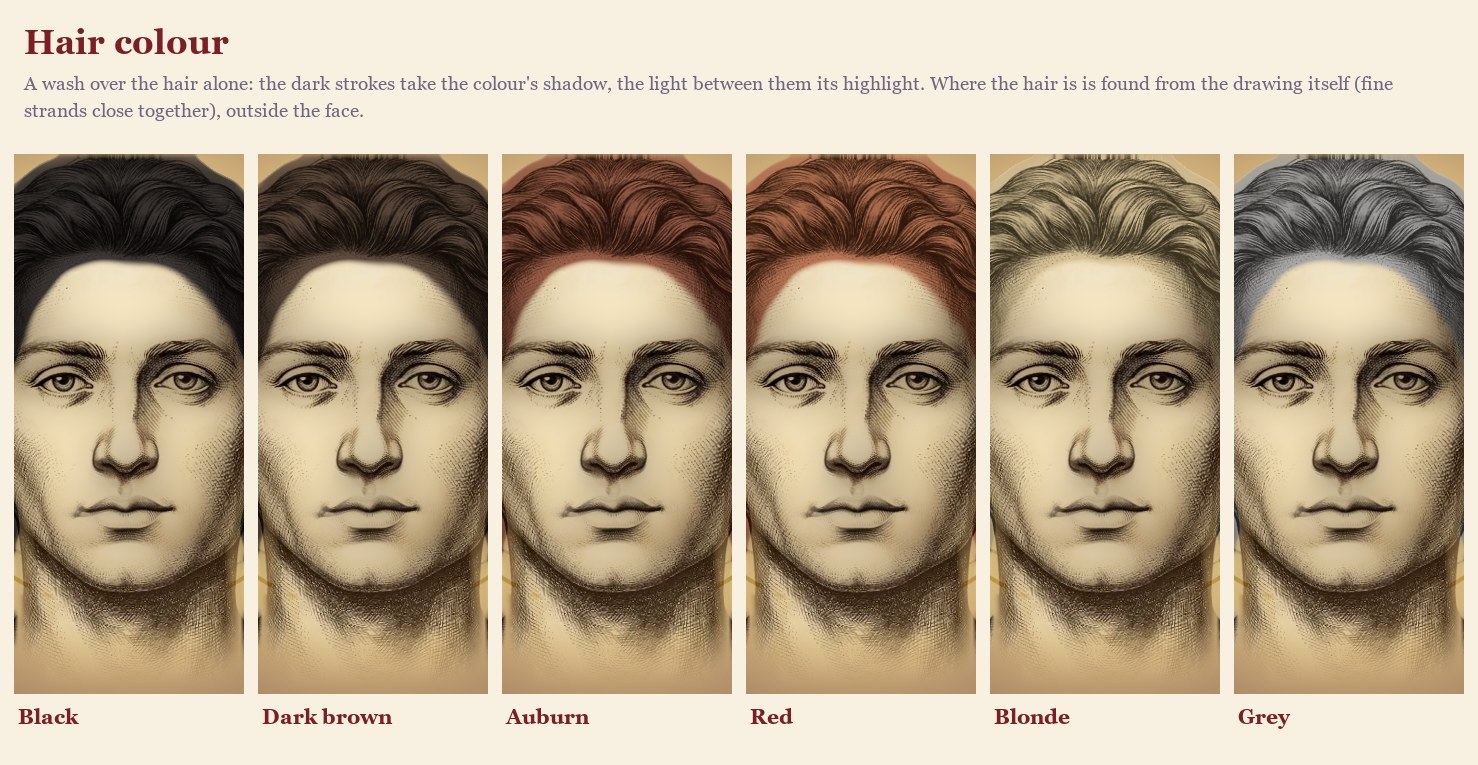 Hair colour
A wash over the hair alone: the dark strokes take the colour's shadow, the light between them its highlight. Where the hair is is found from the drawing itself (fine
strands close together), outside the face.
Black
Dark brown
Auburn
Red
Blonde
Grey